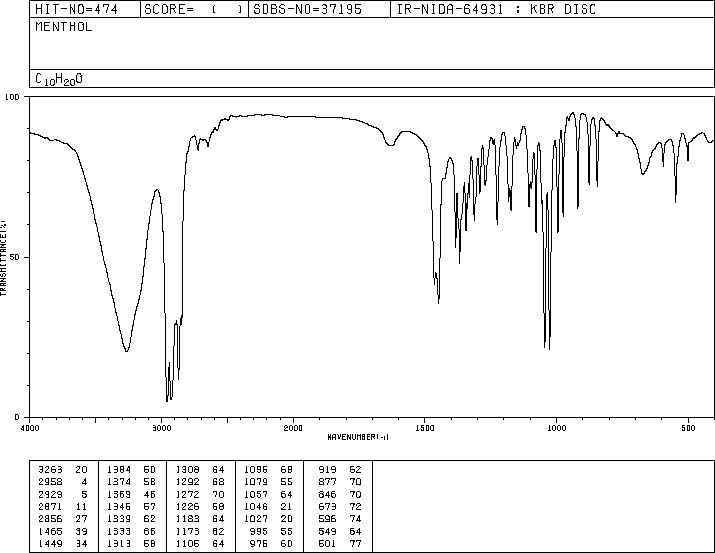 HIT-NO=474 SCORE= ( ) SDBS-NO=37195 IR-NIDA-64931 : KBR DISC
MENTHOL
C10H20O
100
TRANSMITTANCE(%)
50
0
4000 3000 2000 1500 1000 500
WAVENUMBER(-1)
3263 20 1384 50 1308 64 1096 68 919 62
2958 4 1374 58 1292 68 1079 55 877 70
2929 5 1369 46 1272 70 1057 64 846 70
2871 11 1346 57 1226 58 1046 21 673 72
2856 27 1339 62 1183 64 1027 20 596 74
1465 39 1333 66 1173 62 995 55 549 64
1449 34 1313 58 1105 64 976 60 501 77